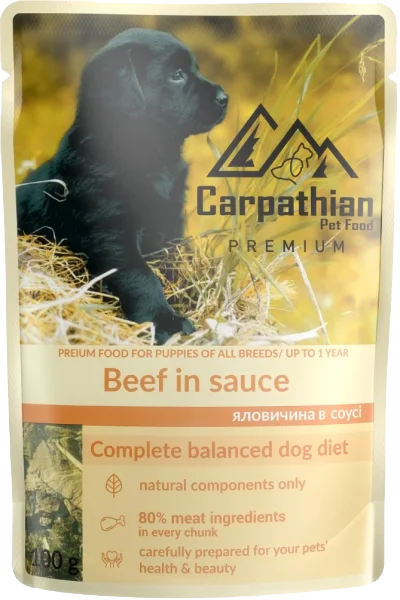 Carpathian
Pet Food
PREMIUM
PREIUM FOOD FOR PUPPIES OF ALL BREEDS/ UP TO 1 YEAR
Beef in sauce
яловичина в соусі
Complete balanced dog diet
natural components only
80% meat ingredients
in every chunk
carefully prepared for your pets'
health & beauty
100 g